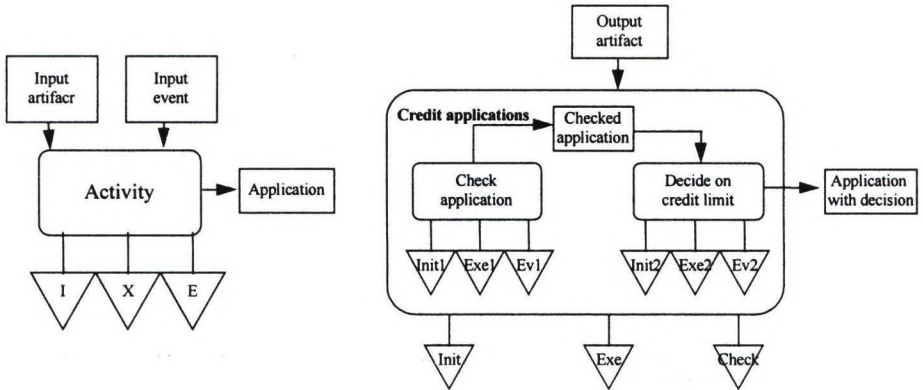 Input
artifacr
Input
event
Activity
Application
I
X
E
Output
artifact
Credit applications
Checked
application
Check
application
Decide on
credit limit
Application
with decision
Init1
Exe1
Ev1
Init2
Exe2
Ev2
Init
Exe
Check